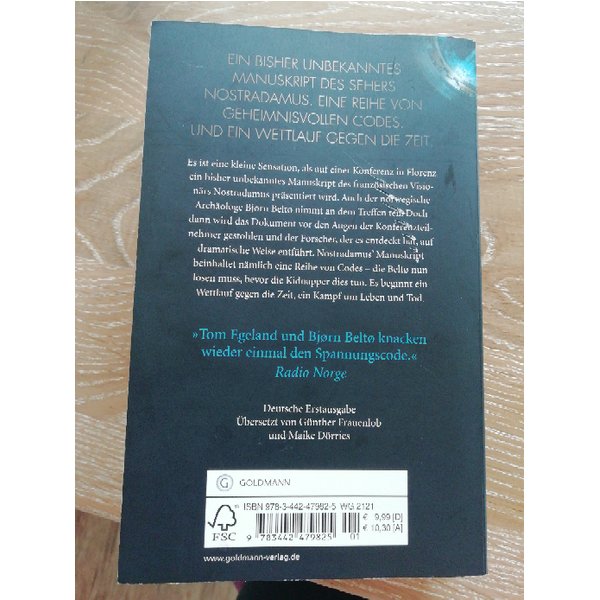 EIN BISHER UNBEKANNTES
MANUSKRIPT DES SEHERS
NOSTRADAMUS. EINE REIHE VON
GEHEIMNISVOLLEN CODES.
UND EIN WETTLAUF GEGEN DIE ZEIT.
Es ist eine kleine Sensation, als auf einer Konferenz in Florenz
ein bisher unbekanntes Manuskript des französischen Visio-
närs Nostradamus präsentiert wird. Auch der norwegische
Archäologe Bjørn Beltø nimmt an dem Treffen teil. Doch
dann wird das Dokument vor den Augen der Konferenzteil-
nehmer gestohlen und der Forscher, der es entdeckt hat, auf
dramatische Weise entführt. Nostradamus' Manuskript
beinhaltet nämlich eine Reihe von Codes – die Beltø nun
lösen muss, bevor die Kidnapper dies tun. Es beginnt ein
Wettlauf gegen die Zeit, ein Kampf um Leben und Tod.
»Tom Egeland und Bjørn Beltø knacken
wieder einmal den Spannungscode.«
Radio Norge
Deutsche Erstausgabe
Übersetzt von Günther Frauenlob
und Maike Dörries
G GOLDMANN
ISBN 978-3-442-47982-5 WG 2121
€ 9,99 [D]
€ 10,30 [A]
FSC
9 783442 479825 01
www.goldmann-verlag.de